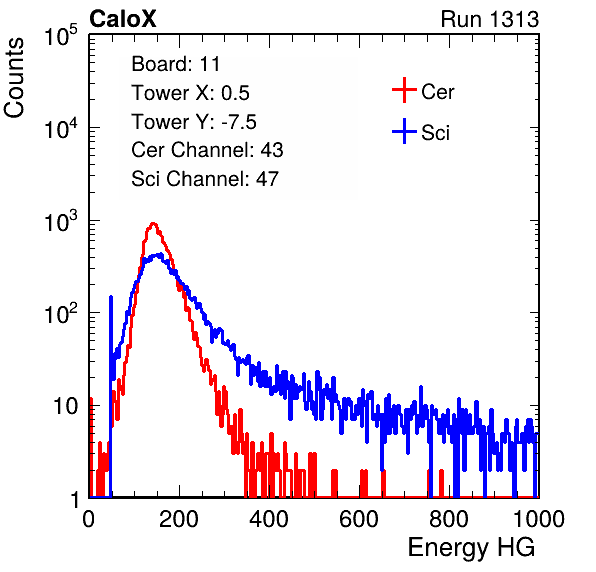 CaloX Run 1313
Counts
10^5
10^4
10^3
10^2
10
1
Board: 11
Tower X: 0.5
Tower Y: -7.5
Cer Channel: 43
Sci Channel: 47
Cer
Sci
0 200 400 600 800 1000
Energy HG